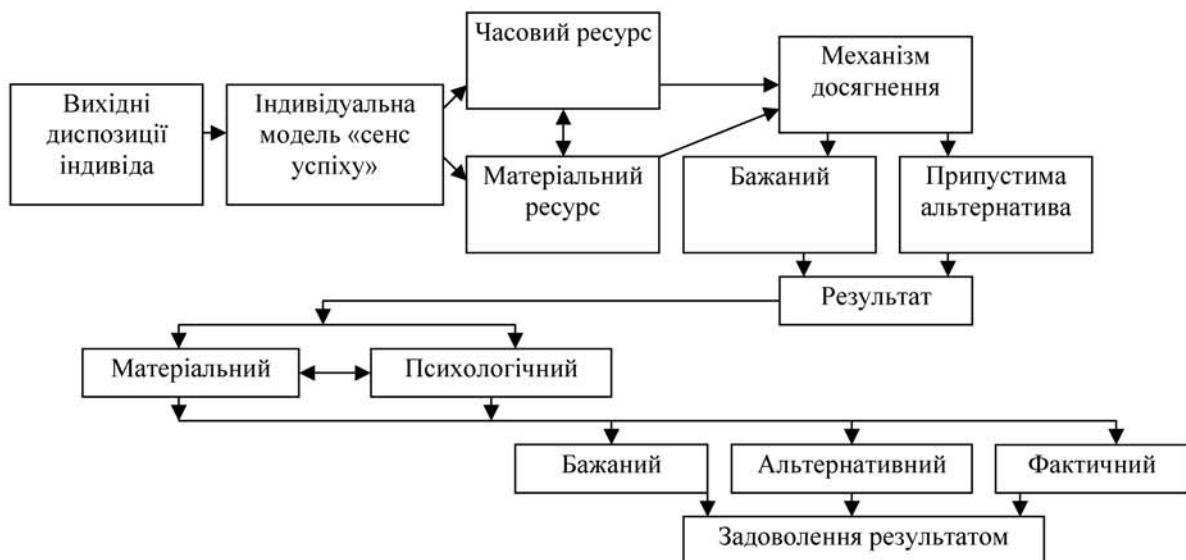 Вихідні
диспозиції
індивіда
Індивідуальна
модель «сенс
успіху»
Часовий ресурс
Матеріальний
ресурс
Механізм
досягнення
Бажаний
Припустима
альтернатива
Результат
Матеріальний
Психологічний
Бажаний
Альтернативний
Фактичний
Задоволення результатом